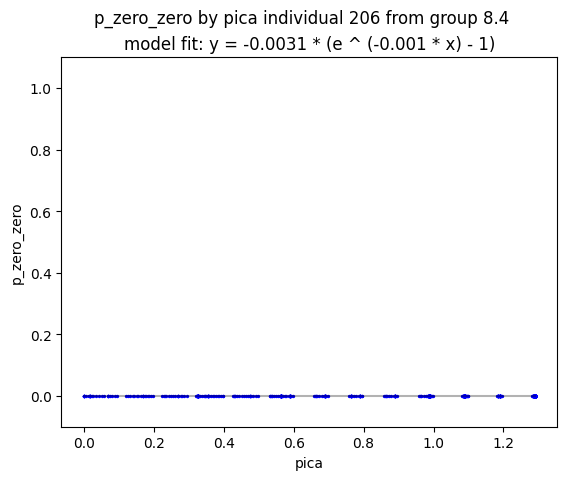 p_zero_zero by pica individual 206 from group 8.4
model fit: y = -0.0031 * (e ^ (-0.001 * x) - 1)
1.0
0.8
p_zero_zero
0.6
0.4
0.2
0.0
0.0 0.2 0.4 0.6 0.8 1.0 1.2
pica